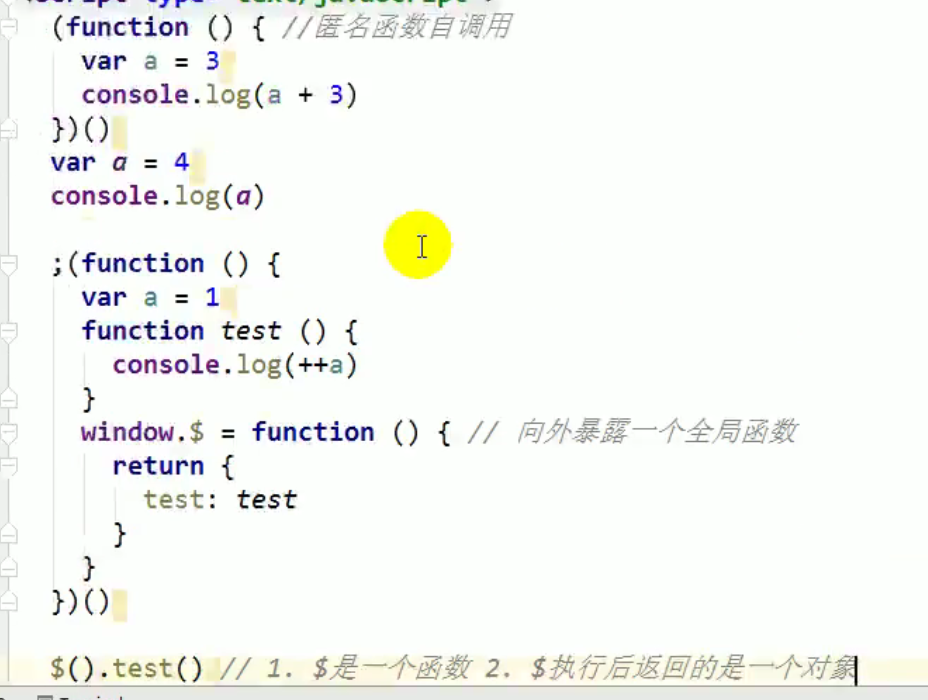 (function () { //匿名函数自调用
var a = 3
console.log(a + 3)
})()
var a = 4
console.log(a)
;(function () {
var a = 1
function test () {
console.log(++a)
}
window.$ = function () { // 向外暴露一个全局函数
return {
test: test
}
}
})()
$().test() // 1. $是一个函数 2. $执行后返回的是一个对象